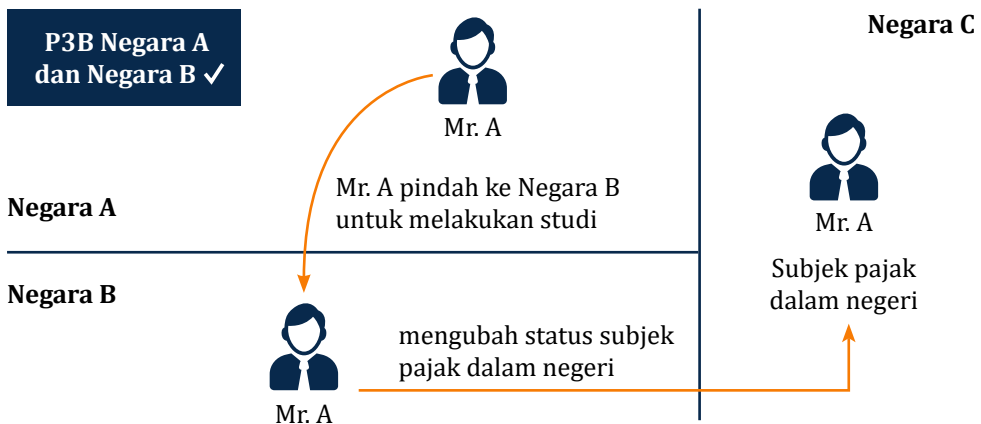 P3B Negara A
dan Negara B ✓
Mr. A
Negara C
Mr. A pindah ke Negara B
untuk melakukan studi
Negara A
Mr. A
Subjek pajak
dalam negeri
Negara B
mengubah status subjek
pajak dalam negeri
Mr. A